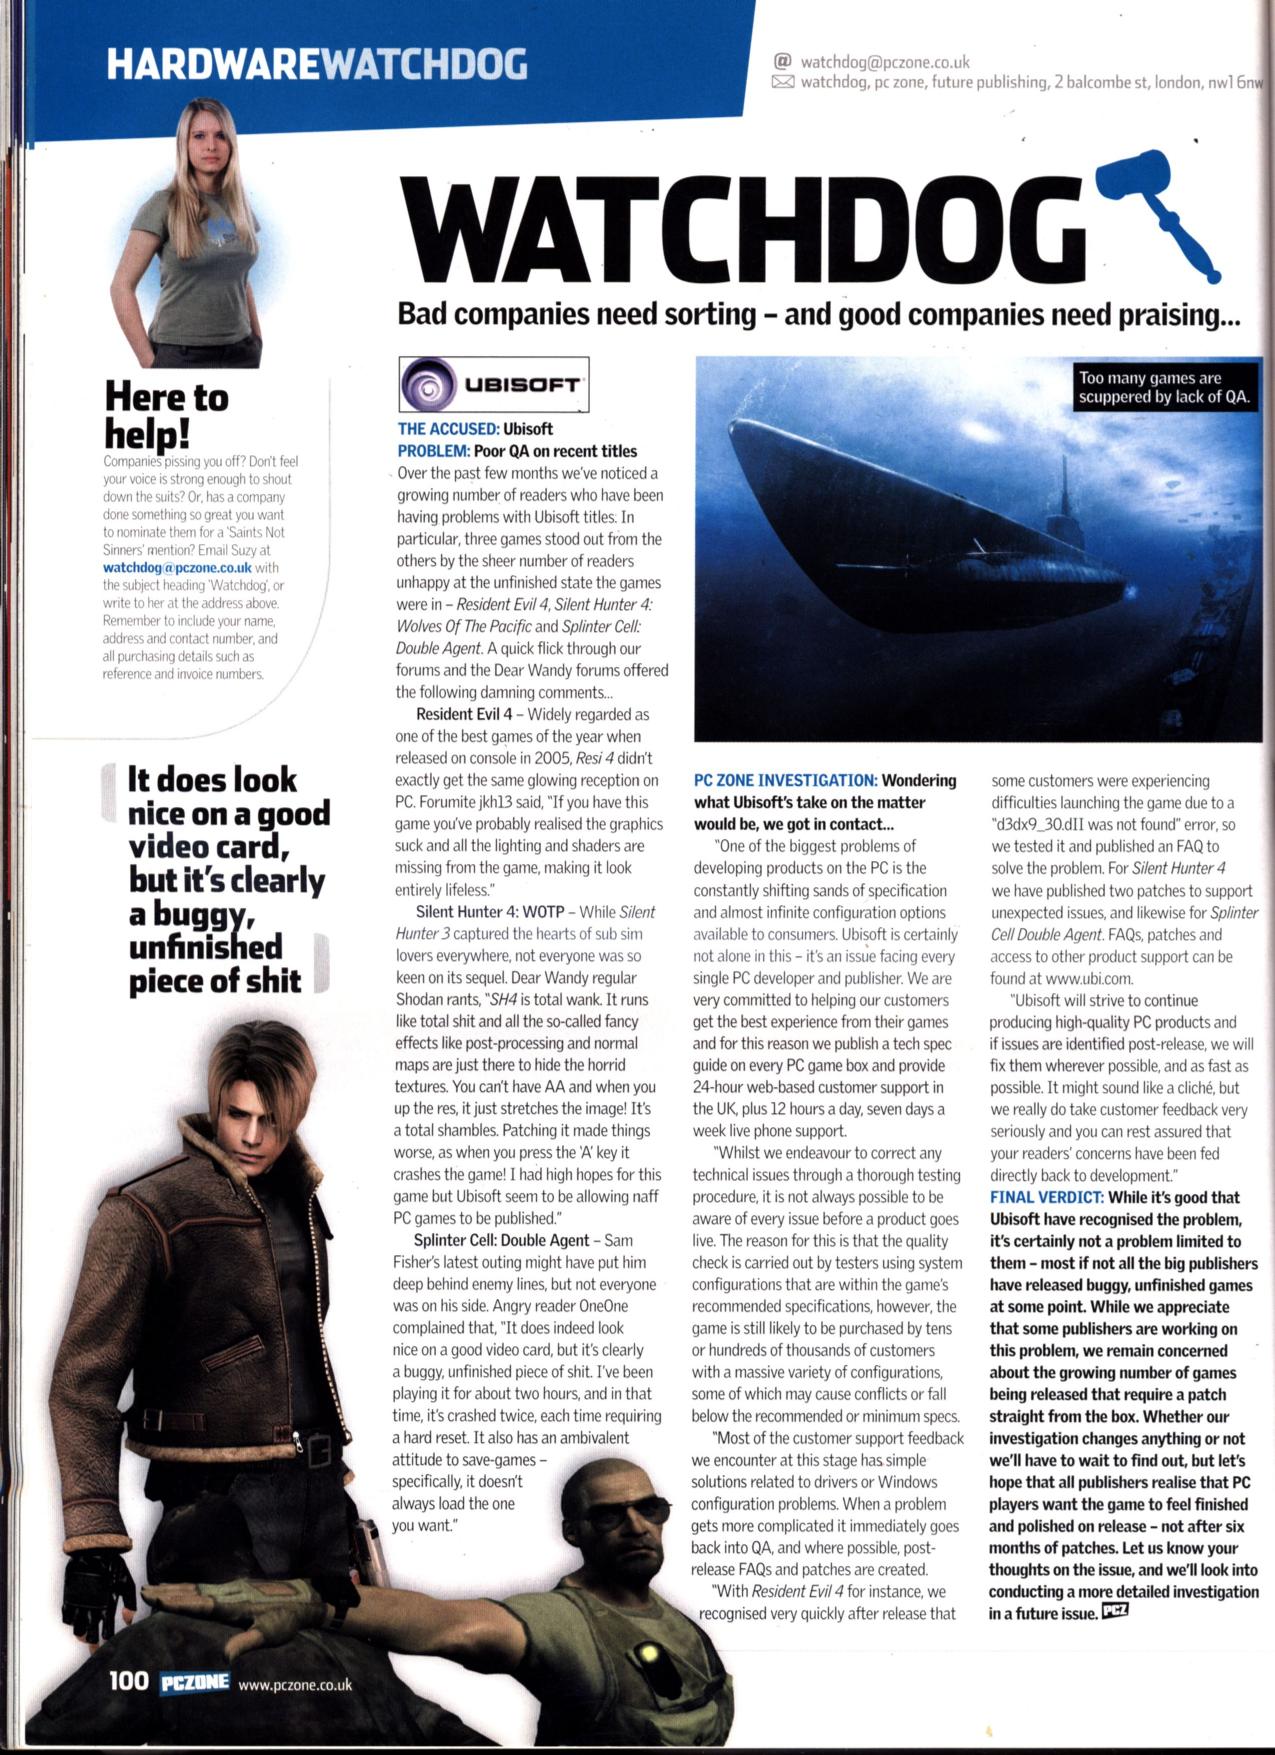 HARDWAREWATCHDOG
@ watchdog@pczone.co.uk
watchdog, pc zone, future publishing, 2 balcombe st, london, nw1 6nw
WATCHDOG
Bad companies need sorting – and good companies need praising...
Here to
help!
Companies pissing you off? Don't feel
your voice is strong enough to shout
down the suits? Or, has a company
done something so great you want
to nominate them for a 'Saints Not
Sinners' mention? Email Suzy at
watchdog@pczone.co.uk with
the subject heading 'Watchdog', or
write to her at the address above.
Remember to include your name,
address and contact number, and
all purchasing details such as
reference and invoice numbers.
It does look
nice on a good
video card,
but it's clearly
a buggy,
unfinished
piece of shit
UBISOFT
THE ACCUSED: Ubisoft
PROBLEM: Poor QA on recent titles
Over the past few months we've noticed a
growing number of readers who have been
having problems with Ubisoft titles. In
particular, three games stood out from the
others by the sheer number of readers
unhappy at the unfinished state the games
were in – Resident Evil 4, Silent Hunter 4:
Wolves Of The Pacific and Splinter Cell:
Double Agent. A quick flick through our
forums and the Dear Wandy forums offered
the following damning comments...
Resident Evil 4 – Widely regarded as
one of the best games of the year when
released on console in 2005, Resi 4 didn't
exactly get the same glowing reception on
PC. Forumite jkh13 said, "If you have this
game you've probably realised the graphics
suck and all the lighting and shaders are
missing from the game, making it look
entirely lifeless."
Silent Hunter 4: WOTP – While Silent
Hunter 3 captured the hearts of sub sim
lovers everywhere, not everyone was so
keen on its sequel. Dear Wandy regular
Shodan rants, "SH4 is total wank. It runs
like total shit and all the so-called fancy
effects like post-processing and normal
maps are just there to hide the horrid
textures. You can't have AA and when you
up the res, it just stretches the image! It's
a total shambles. Patching it made things
worse, as when you press the 'A' key it
crashes the game! I had high hopes for this
game but Ubisoft seem to be allowing naff
PC games to be published."
Splinter Cell: Double Agent – Sam
Fisher's latest outing might have put him
deep behind enemy lines, but not everyone
was on his side. Angry reader OneOne
complained that, "It does indeed look
nice on a good video card, but it's clearly
a buggy, unfinished piece of shit. I've been
playing it for about two hours, and in that
time, it's crashed twice, each time requiring
a hard reset. It also has an ambivalent
attitude to save-games –
specifically, it doesn't
always load the one
you want."
Too many games are
scuppered by lack of QA.
PC ZONE INVESTIGATION: Wondering
what Ubisoft's take on the matter
would be, we got in contact...
"One of the biggest problems of
developing products on the PC is the
constantly shifting sands of specification
and almost infinite configuration options
available to consumers. Ubisoft is certainly
not alone in this – it's an issue facing every
single PC developer and publisher. We are
very committed to helping our customers
get the best experience from their games
and for this reason we publish a tech spec
guide on every PC game box and provide
24-hour web-based customer support in
the UK, plus 12 hours a day, seven days a
week live phone support.
"Whilst we endeavour to correct any
technical issues through a thorough testing
procedure, it is not always possible to be
aware of every issue before a product goes
live. The reason for this is that the quality
check is carried out by testers using system
configurations that are within the game's
recommended specifications, however, the
game is still likely to be purchased by tens
or hundreds of thousands of customers
with a massive variety of configurations,
some of which may cause conflicts or fall
below the recommended or minimum specs.
"Most of the customer support feedback
we encounter at this stage has simple
solutions related to drivers or Windows
configuration problems. When a problem
gets more complicated it immediately goes
back into QA, and where possible, post-
release FAQs and patches are created.
"With Resident Evil 4 for instance, we
recognised very quickly after release that
some customers were experiencing
difficulties launching the game due to a
"d3dx9_30.dll was not found" error, so
we tested it and published an FAQ to
solve the problem. For Silent Hunter 4
we have published two patches to support
unexpected issues, and likewise for Splinter
Cell Double Agent. FAQs, patches and
access to other product support can be
found at www.ubi.com.
"Ubisoft will strive to continue
producing high-quality PC products and
if issues are identified post-release, we will
fix them wherever possible, and as fast as
possible. It might sound like a cliché, but
we really do take customer feedback very
seriously and you can rest assured that
your readers' concerns have been fed
directly back to development."
FINAL VERDICT: While it's good that
Ubisoft have recognised the problem,
it's certainly not a problem limited to
them – most if not all the big publishers
have released buggy, unfinished games
at some point. While we appreciate
that some publishers are working on
this problem, we remain concerned
about the growing number of games
being released that require a patch
straight from the box. Whether our
investigation changes anything or not
we'll have to wait to find out, but let's
hope that all publishers realise that PC
players want the game to feel finished
and polished on release – not after six
months of patches. Let us know your
thoughts on the issue, and we'll look into
conducting a more detailed investigation
in a future issue. PCZ
100 PCZONE www.pczone.co.uk